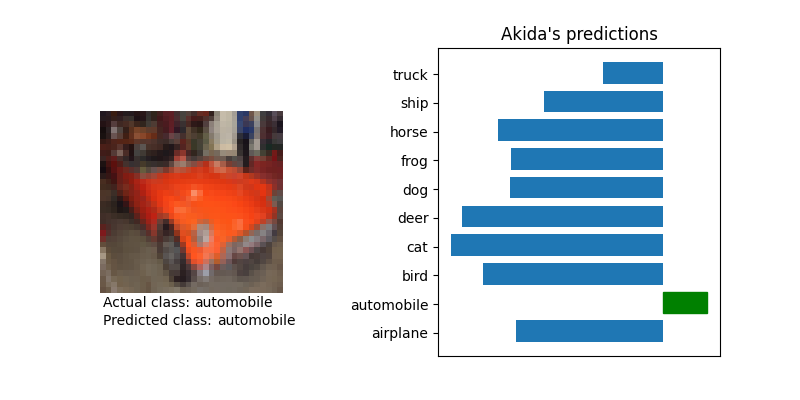 Akida's predictions
truck
ship
horse
frog
dog
deer
cat
bird
automobile
airplane
Actual class: automobile
Predicted class: automobile